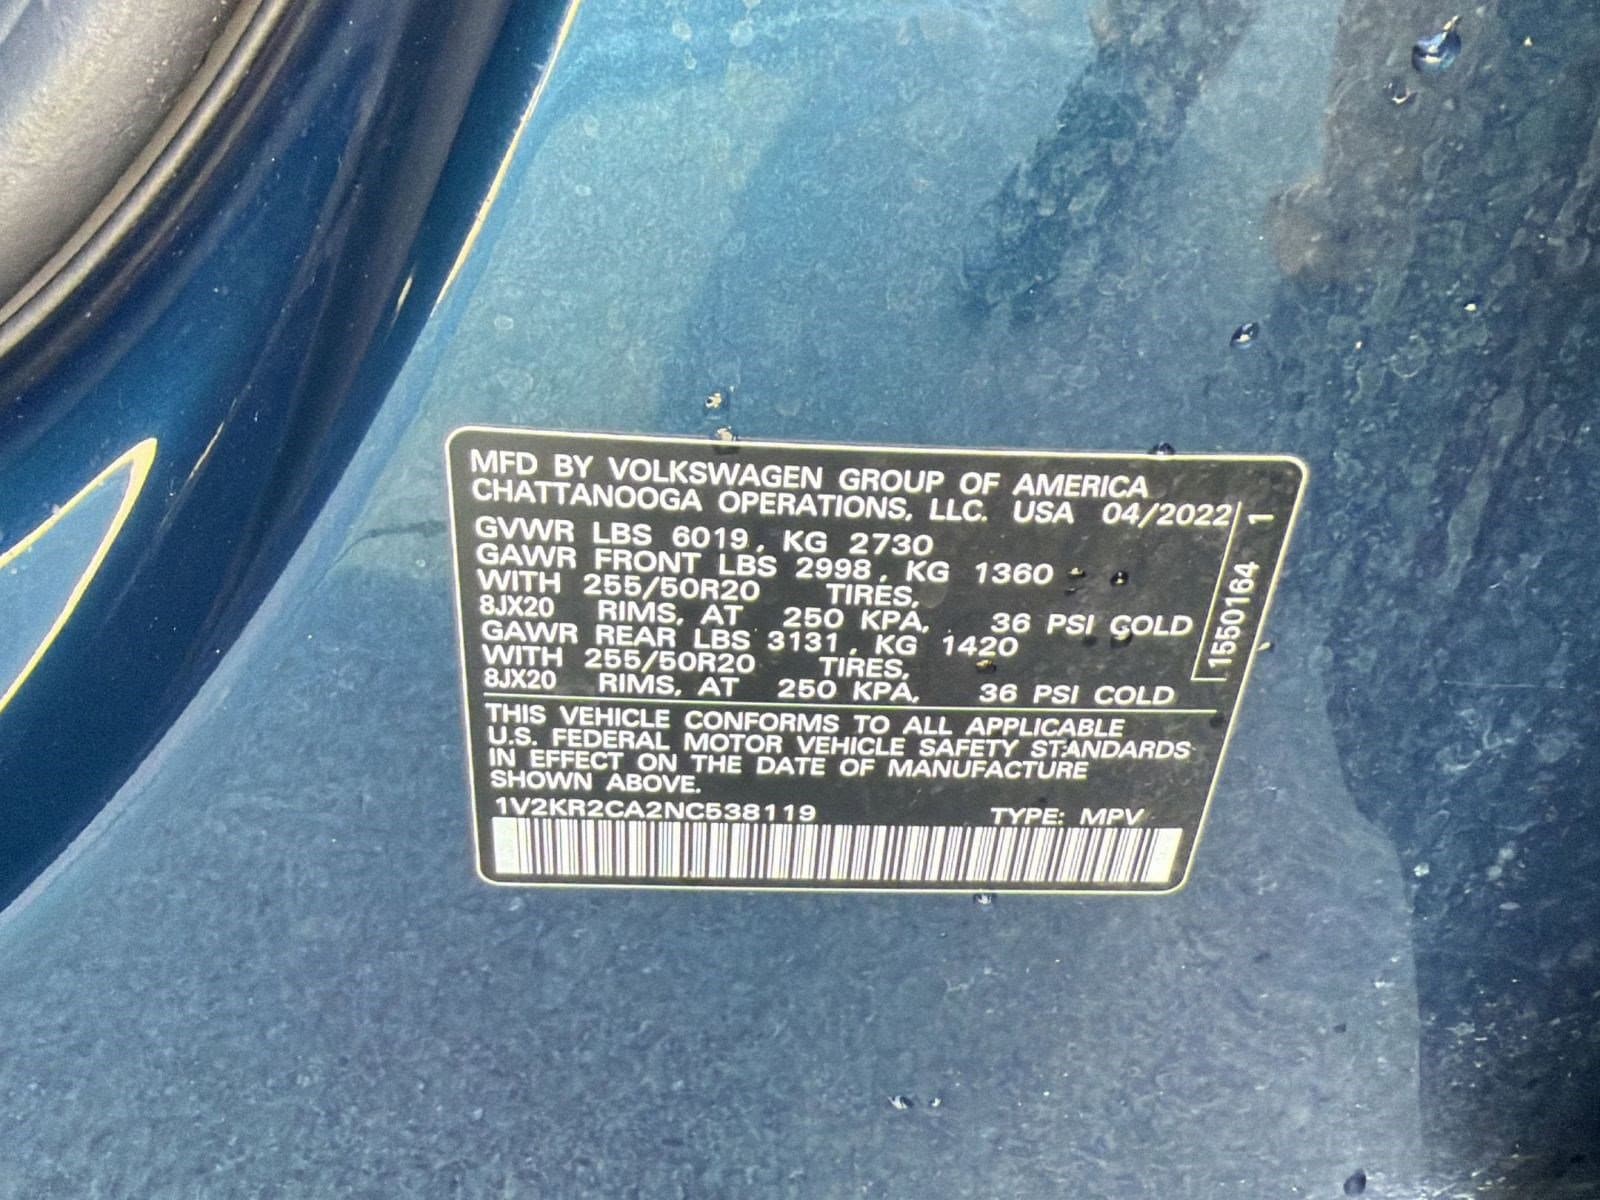 MFD BY VOLKSWAGEN GROUP OF AMERICA
CHATTANOOGA OPERATIONS, LLC. USA 04/2022
GVWR LBS 6019, KG 2730
GAWR FRONT LBS 2998, KG 1360
WITH 255/50R20 TIRES,
8JX20 RIMS, AT 250 KPA, 36 PSI COLD
GAWR REAR LBS 3131, KG 1420
WITH 255/50R20 TIRES,
8JX20 RIMS, AT 250 KPA, 36 PSI COLD
1550164 1
THIS VEHICLE CONFORMS TO ALL APPLICABLE
U.S. FEDERAL MOTOR VEHICLE SAFETY STANDARDS
IN EFFECT ON THE DATE OF MANUFACTURE
SHOWN ABOVE.
1V2KR2CA2NC538119 TYPE: MPV